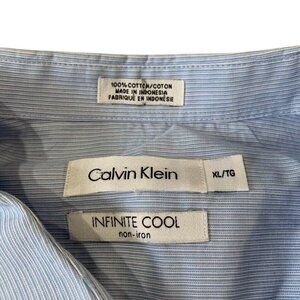 100% COTTON/COTON
MADE IN INDONESIA
FABRIQUÉ EN INDONÉSIE
Calvin Klein
XL/TG
INFINITE COOL
non-iron